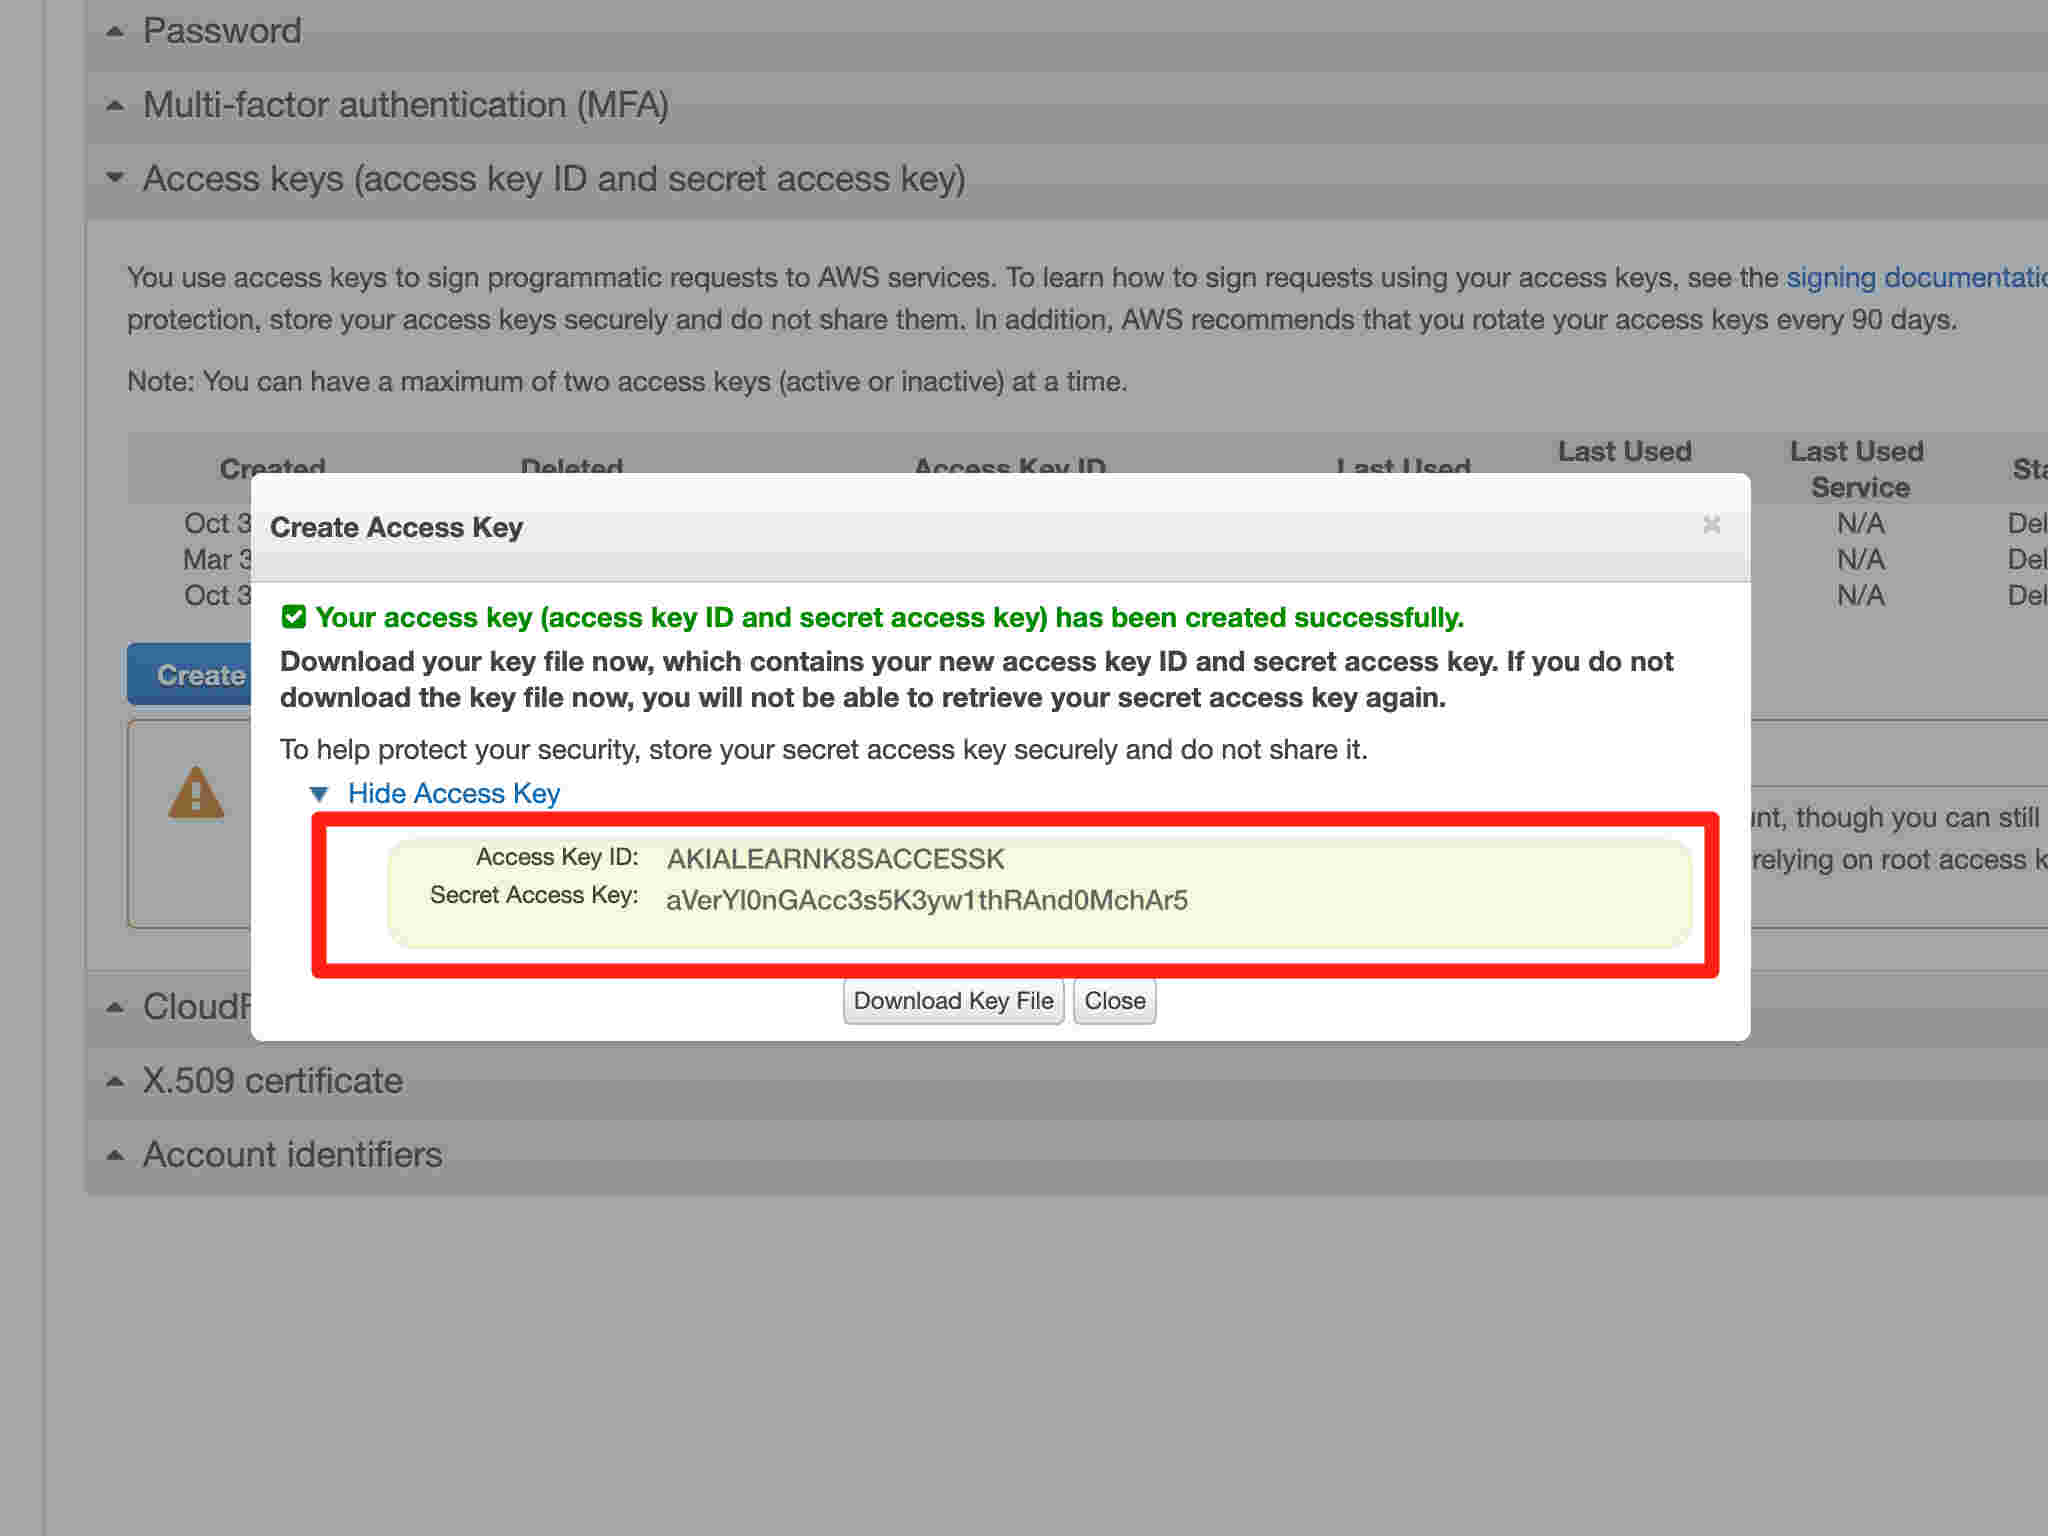 Password
Multi-factor authentication (MFA)
Access keys (access key ID and secret access key)
You use access keys to sign programmatic requests to AWS services. To learn how to sign requests using your access keys, see the signing
protection, store your access keys securely and do not share them. In addition, AWS recommends that you rotate your access keys every 90 days.
Note: You can have a maximum of two access keys (active or inactive) at a time.
Created Deleted Access Key ID Last Used Last Used Last Used Service
Oct 3 N/A Del
Mar 3 N/A Del
Oct 3 N/A Del
Create Access Key
×
Your access key (access key ID and secret access key) has been created successfully.
Download your key file now, which contains your new access key ID and secret access key. If you do not
download the key file now, you will not be able to retrieve your secret access key again.
To help protect your security, store your secret access key securely and do not share it.
Hide Access Key
Access Key ID: AKIALEARNK8SACCESSK
Secret Access Key: aVerYl0nGAcc3s5K3yw1thRAnd0MchAr5
Download Key File Close
Create
though you can still
relying on root access
CloudF
X.509 certificate
Account identifiers